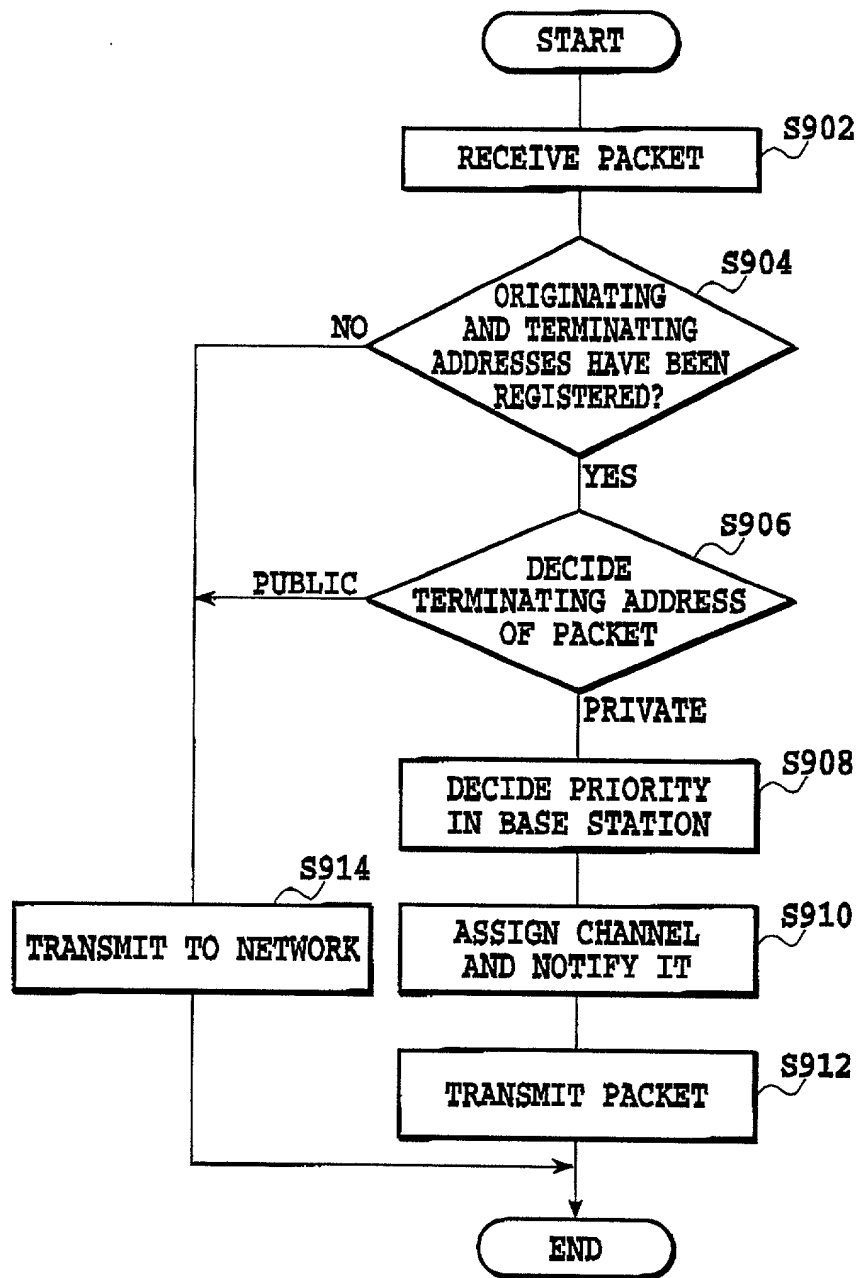 START
S902
RECEIVE PACKET
S904
ORIGINATING
AND TERMINATING
ADDRESSES HAVE BEEN
REGISTERED?
NO
YES
S906
DECIDE
TERMINATING ADDRESS
OF PACKET
PUBLIC
PRIVATE
S908
DECIDE PRIORITY
IN BASE STATION
S914
TRANSMIT TO NETWORK
S910
ASSIGN CHANNEL
AND NOTIFY IT
S912
TRANSMIT PACKET
END